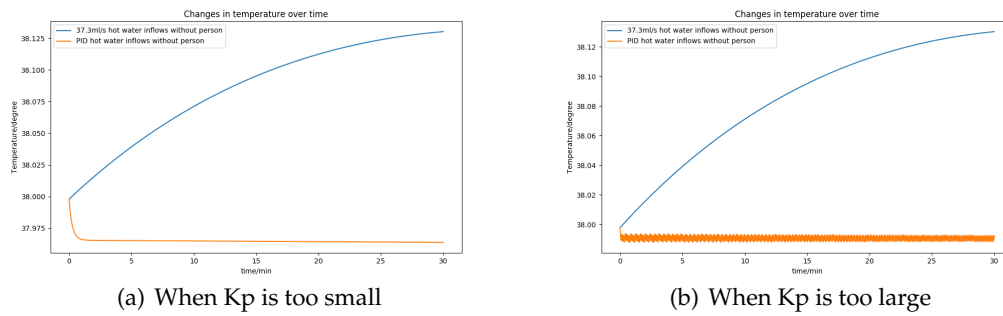 Changes in temperature over time
37.3ml/s hot water inflows without person
PID hot water inflows without person
Temperature/degree
38.125
38.100
38.075
38.050
38.025
38.000
37.975
0 5 10 15 20 25 30
time/min
(a) When Kp is too small
Changes in temperature over time
37.3ml/s hot water inflows without person
PID hot water inflows without person
Temperature/degree
38.12
38.10
38.08
38.06
38.04
38.02
38.00
0 5 10 15 20 25 30
time/min
(b) When Kp is too large